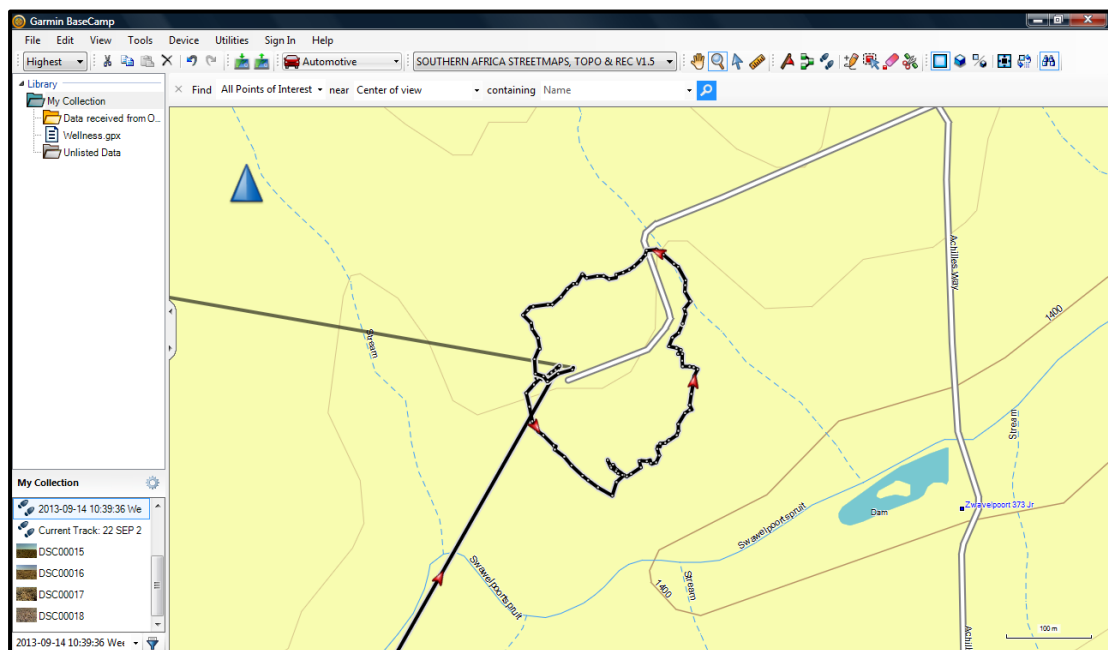 Garmin BaseCamp
File Edit View Tools Device Utilities Sign In Help
Highest Automotive SOUTHERN AFRICA STREETMAPS, TOPO & REC V1.5
Library
My Collection
Data received from O...
Wellness.gpx
Unlisted Data
Find All Points of Interest near Center of view containing Name
Achilles Way
1400
Stream
Stream
Dam
Zwavelpoort 373 Jr
Swawelpoortspruit
Swawelpoortspruit
Stream
1400
Achil
100 m
My Collection
2013-09-14 10:39:36 We
Current Track: 22 SEP 2
DSC00015
DSC00016
DSC00017
DSC00018
2013-09-14 10:39:36 Wee